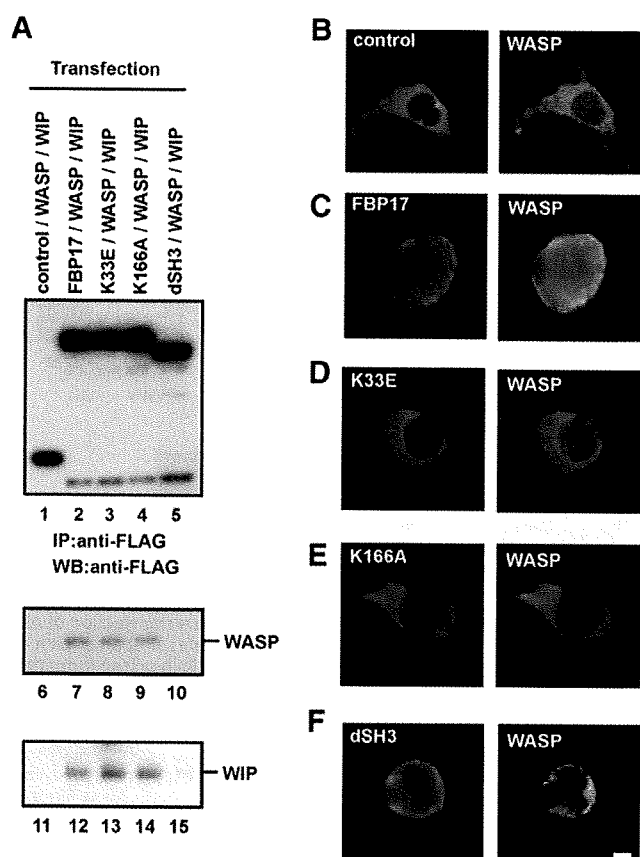 A
Transfection
control / WASP / WIP
FBP17 / WASP / WIP
K33E / WASP / WIP
K166A / WASP / WIP
dSH3 / WASP / WIP
1 2 3 4 5
IP:anti-FLAG
WB:anti-FLAG
WASP
6 7 8 9 10
WIP
11 12 13 14 15
B
control
WASP
C
FBP17
WASP
D
K33E
WASP
E
K166A
WASP
F
dSH3
WASP